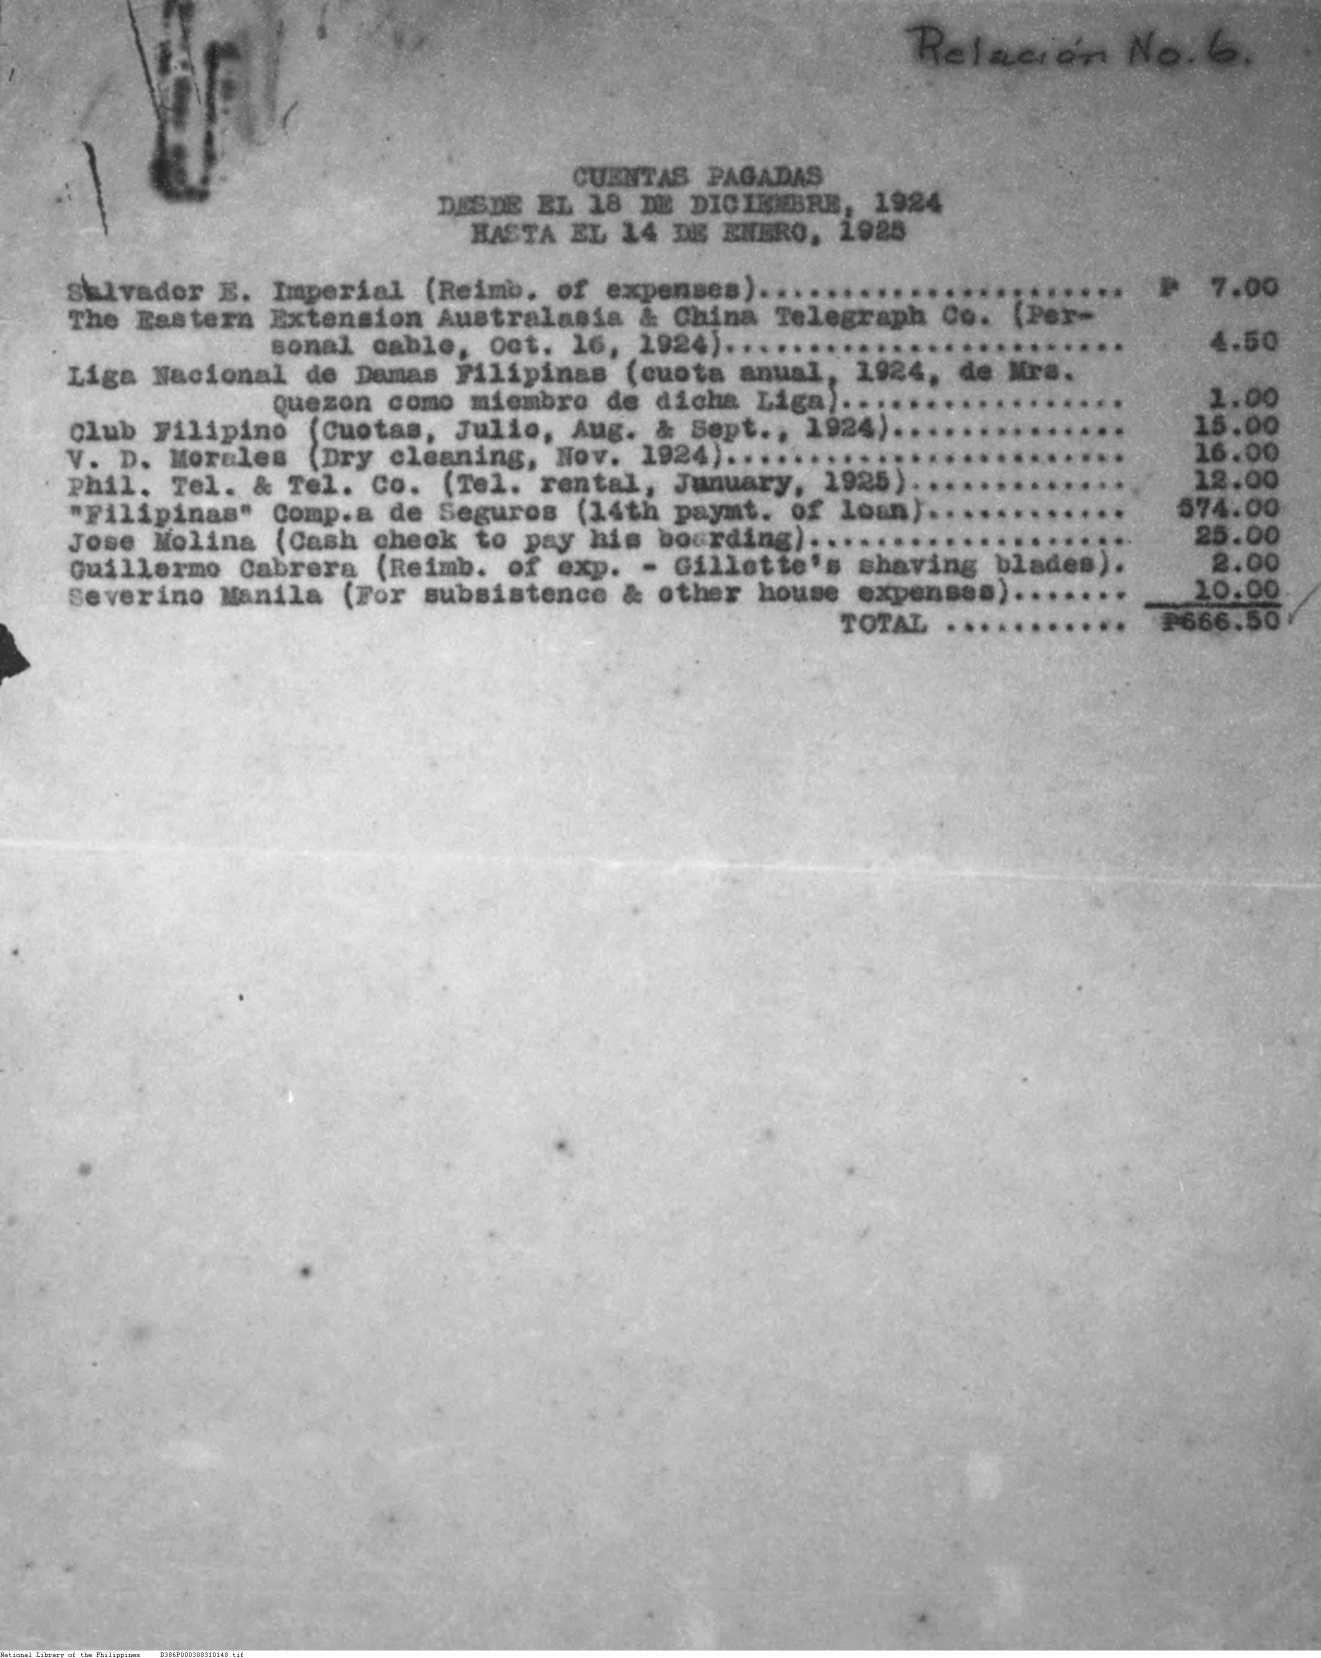 Relación No. 6.
CUENTAS PAGADAS
DESDE EL 18 DE DICIEMBRE, 1924
HASTA EL 14 DE ENERO, 1925
Salvador E. Imperial (Reimb. of expenses)...................... ₱ 7.00
The Eastern Extension Australasia & China Telegraph Co. (Per-
sonal cable, Oct. 16, 1924)........................ 4.50
Liga Nacional de Damas Filipinas (cuota anual, 1924, de Mrs.
Quezon como miembro de dicha Liga)................. 1.00
Club Filipino (Cuotas, Julio, Aug. & Sept., 1924).............. 15.00
V. D. Morales (Dry cleaning, Nov. 1924)........................ 16.00
Phil. Tel. & Tel. Co. (Tel. rental, January, 1925)............. 12.00
"Filipinas" Comp.a de Seguros (14th paymt. of loan)............ 574.00
Jose Molina (Cash check to pay his boarding)................... 25.00
Guillermo Cabrera (Reimb. of exp. - Gillette's shaving blades). 2.00
Severino Manila (For subsistence & other house expenses)....... 10.00
TOTAL ........... ₱666.50
National Library of the Philippines B386P000300310148.tif